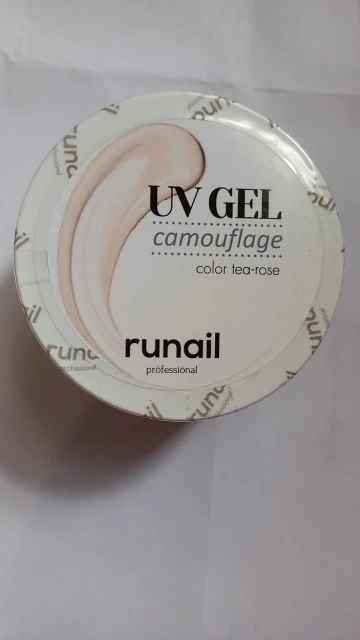 UV GEL
camouflage
color tea-rose
runail
professional